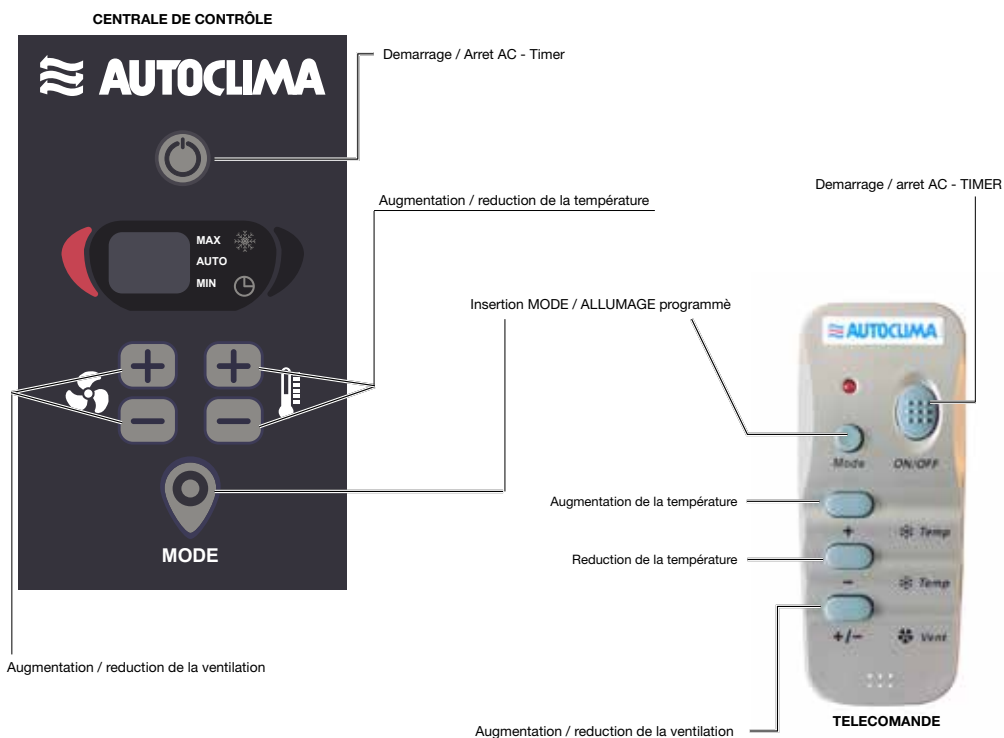 CENTRALE DE CONTRÔLE
AUTOCLIMA
Demarrage / Arret AC - Timer
Augmentation / reduction de la température
MAX
AUTO
MIN
Insertion MODE / ALLUMAGE programmè
MODE
Augmentation / reduction de la ventilation
Demarrage / arret AC - TIMER
AUTOCLIMA
Mode ON/OFF
Augmentation de la température
+ Temp
Reduction de la température
- Temp
+/- Vent
Augmentation / reduction de la ventilation
TELECOMANDE